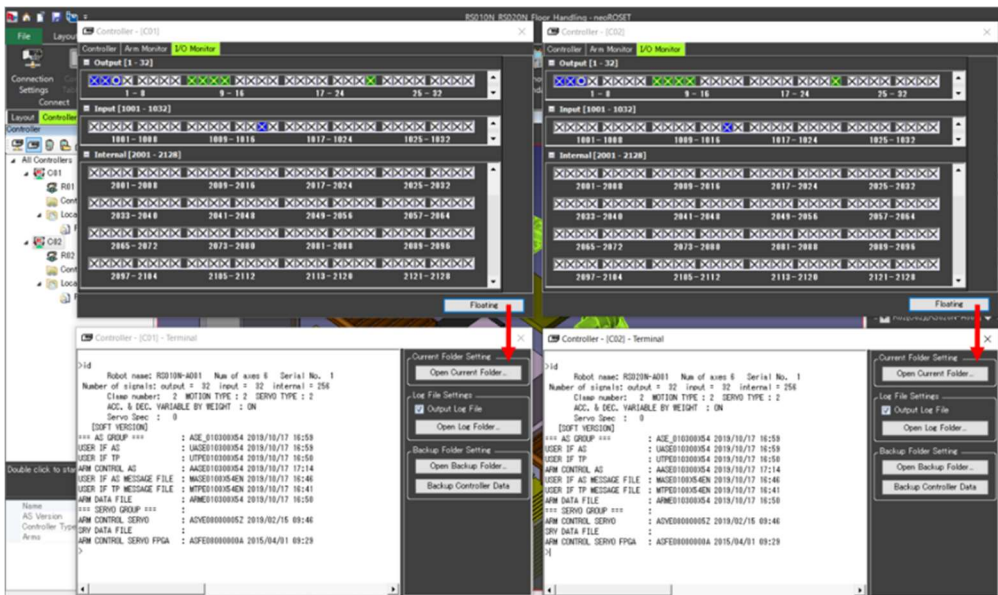 RS010N_RS020N_Floor Handling - neoROSET
File Layou
Connection
Settings
Connect
Layout Controller
Controller
All Controllers
C01
R01
Cont
Loca
C02
R02
Cont
Loca
Double click to star
Name
AS Version
Controller Type
Arms
Controller - [C01]
Controller Arm Monitor I/O Monitor
Output [1 - 32]
1 - 8 9 - 16 17 - 24 25 - 32
Input [1001 - 1032]
1001-1008 1009-1016 1017-1024 1025-1032
Internal [2001 - 2128]
2001-2008 2009-2016 2017-2024 2025-2032
2033-2040 2041-2048 2049-2056 2057-2064
2065-2072 2073-2080 2081-2088 2089-2096
2097-2104 2105-2112 2113-2120 2121-2128
Floating
Controller - [C02]
Controller Arm Monitor I/O Monitor
Output [1 - 32]
1 - 8 9 - 16 17 - 24 25 - 32
Input [1001 - 1032]
1001-1008 1009-1016 1017-1024 1025-1032
Internal [2001 - 2128]
2001-2008 2009-2016 2017-2024 2025-2032
2033-2040 2041-2048 2049-2056 2057-2064
2065-2072 2073-2080 2081-2088 2089-2096
2097-2104 2105-2112 2113-2120 2121-2128
Floating
Controller - [C01] - Terminal
>id
Robot name: RS010N-A001 Num of axes 6 Serial No. 1
Number of signals: output = 32 input = 32 internal = 256
Clamp number: 2 MOTION TYPE : 2 SERVO TYPE : 2
ACC. & DEC. VARIABLE BY WEIGHT : ON
Servo Spec : 0
[SOFT VERSION]
=== AS GROUP === : ASE_010300X54 2019/10/17 16:59
USER IF AS : UASE010300X54 2019/10/17 16:59
USER IF TP : UTPE010300X54 2019/10/17 16:50
ARM CONTROL AS : AASE010300X54 2019/10/17 17:14
USER IF AS MESSAGE FILE : MASE0100X54EN 2019/10/17 16:46
USER IF TP MESSAGE FILE : MTPE0100X54EN 2019/10/17 16:41
ARM DATA FILE : ARME010300X54 2019/10/17 16:50
=== SERVO GROUP === :
ARM CONTROL SERVO : ASVE08000005Z 2019/02/15 09:46
SRV DATA FILE :
ARM CONTROL SERVO FPGA : ASFE08000000A 2015/04/01 09:29
>
Current Folder Setting
Open Current Folder...
Log File Settings
Output Log File
Open Log Folder...
Backup Folder Setting
Open Backup Folder...
Backup Controller Data
Controller - [C02] - Terminal
>id
Robot name: RS020N-A001 Num of axes 6 Serial No. 1
Number of signals: output = 32 input = 32 internal = 256
Clamp number: 2 MOTION TYPE : 2 SERVO TYPE : 2
ACC. & DEC. VARIABLE BY WEIGHT : ON
Servo Spec : 0
[SOFT VERSION]
=== AS GROUP === : ASE_010300X54 2019/10/17 16:59
USER IF AS : UASE010300X54 2019/10/17 16:59
USER IF TP : UTPE010300X54 2019/10/17 16:50
ARM CONTROL AS : AASE010300X54 2019/10/17 17:14
USER IF AS MESSAGE FILE : MASE0100X54EN 2019/10/17 16:46
USER IF TP MESSAGE FILE : MTPE0100X54EN 2019/10/17 16:41
ARM DATA FILE : ARME010300X54 2019/10/17 16:50
=== SERVO GROUP === :
ARM CONTROL SERVO : ASVE08000005Z 2019/02/15 09:46
SRV DATA FILE :
ARM CONTROL SERVO FPGA : ASFE08000000A 2015/04/01 09:29
>
Current Folder Setting
Open Current Folder...
Log File Settings
Output Log File
Open Log Folder...
Backup Folder Setting
Open Backup Folder...
Backup Controller Data